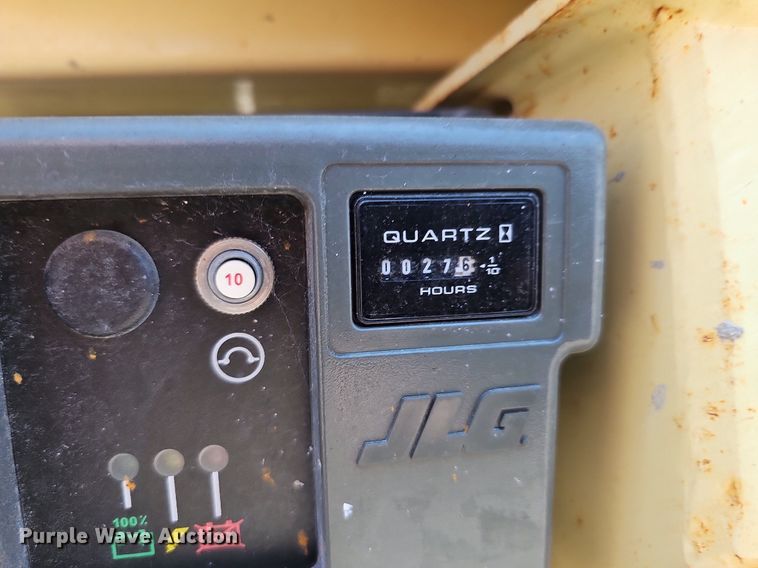 QUARTZ
00276 1/10
HOURS
10
JLG
100%
Purple Wave Auction